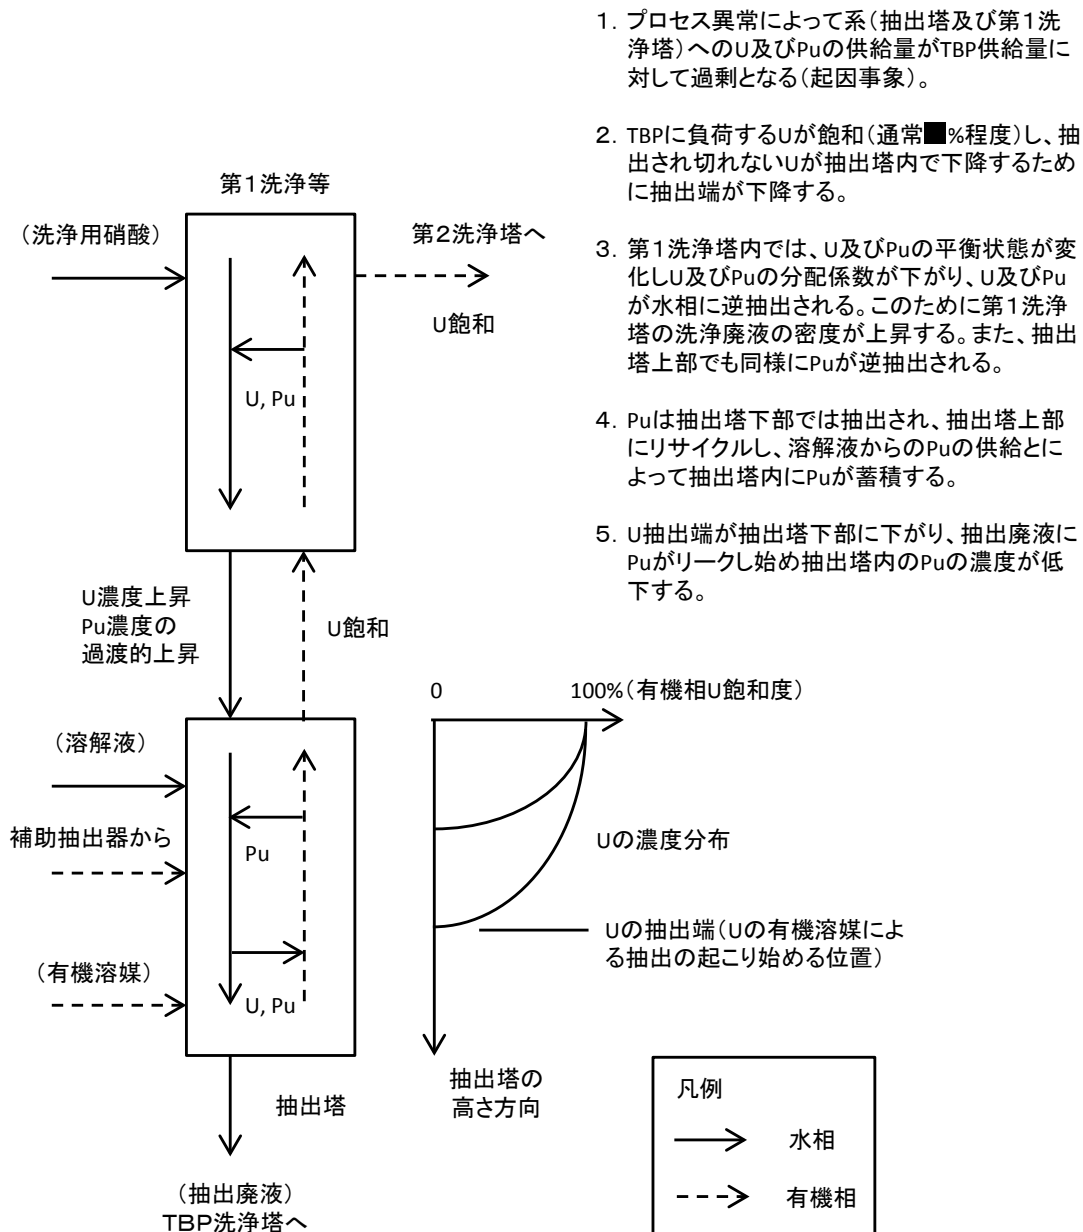 1. プロセス異常によって系(抽出塔及び第1洗
浄塔)へのU及びPuの供給量がTBP供給量に
対して過剰となる(起因事象)。
2. TBPに負荷するUが飽和(通常■%程度)し、抽
出され切れないUが抽出塔内で下降するため
に抽出端が下降する。
3. 第1洗浄塔内では、U及びPuの平衡状態が変
化しU及びPuの分配係数が下がり、U及びPu
が水相に逆抽出される。このために第1洗浄
塔の洗浄廃液の密度が上昇する。また、抽出
塔上部でも同様にPuが逆抽出される。
4. Puは抽出塔下部では抽出され、抽出塔上部
にリサイクルし、溶解液からのPuの供給とに
よって抽出塔内にPuが蓄積する。
5. U抽出端が抽出塔下部に下がり、抽出廃液に
Puがリークし始め抽出塔内のPuの濃度が低
下する。
第1洗浄等
(洗浄用硝酸)
第2洗浄塔へ
U飽和
U, Pu
U濃度上昇
Pu濃度の
過渡的上昇
U飽和
(溶解液)
補助抽出器から
Pu
(有機溶媒)
U, Pu
抽出塔
(抽出廃液)
TBP洗浄塔へ
0
100%(有機相U飽和度)
Uの濃度分布
Uの抽出端(Uの有機溶媒によ
る抽出の起こり始める位置)
抽出塔の
高さ方向
凡例
水相
有機相